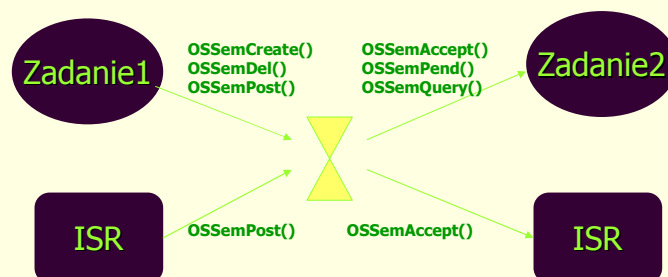 Zadanie1
OSSemCreate()
OSSemDel()
OSSemPost()
OSSemAccept()
OSSemPend()
OSSemQuery()
Zadanie2
ISR
OSSemPost()
OSSemAccept()
ISR